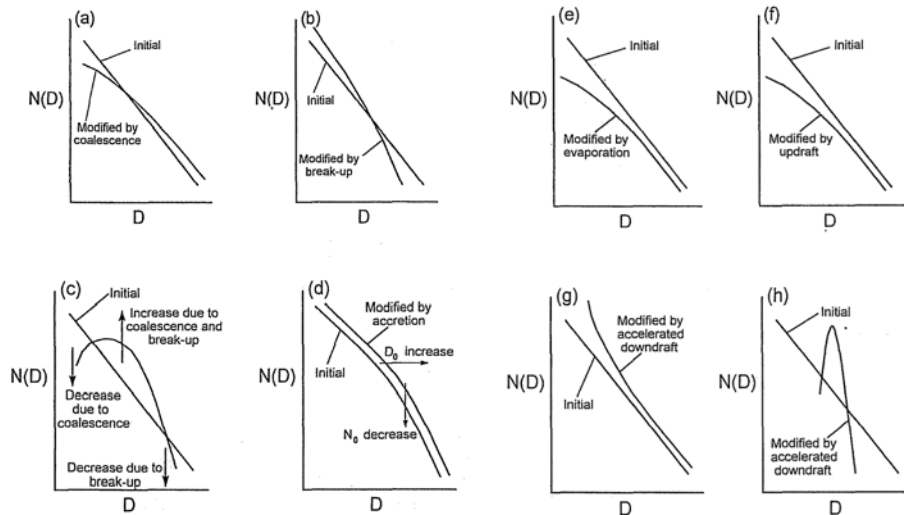 (a)
Initial
N(D)
Modified by
coalescence
D
(b)
N(D)
Initial
Modified by
break-up
D
(e)
Initial
N(D)
Modified by
evaporation
D
(f)
Initial
N(D)
Modified by
updraft
D
(c)
Initial
Increase due to
coalescence and
break-up
N(D)
Decrease
due to
coalescence
Decrease due to
break-up
D
(d)
Modified by
accretion
D₀ increase
Initial
N(D)
N₀ decrease
D
(g)
Modified by
accelerated
downdraft
N(D)
Initial
D
(h)
Initial
N(D)
Modified by
accelerated
downdraft
D